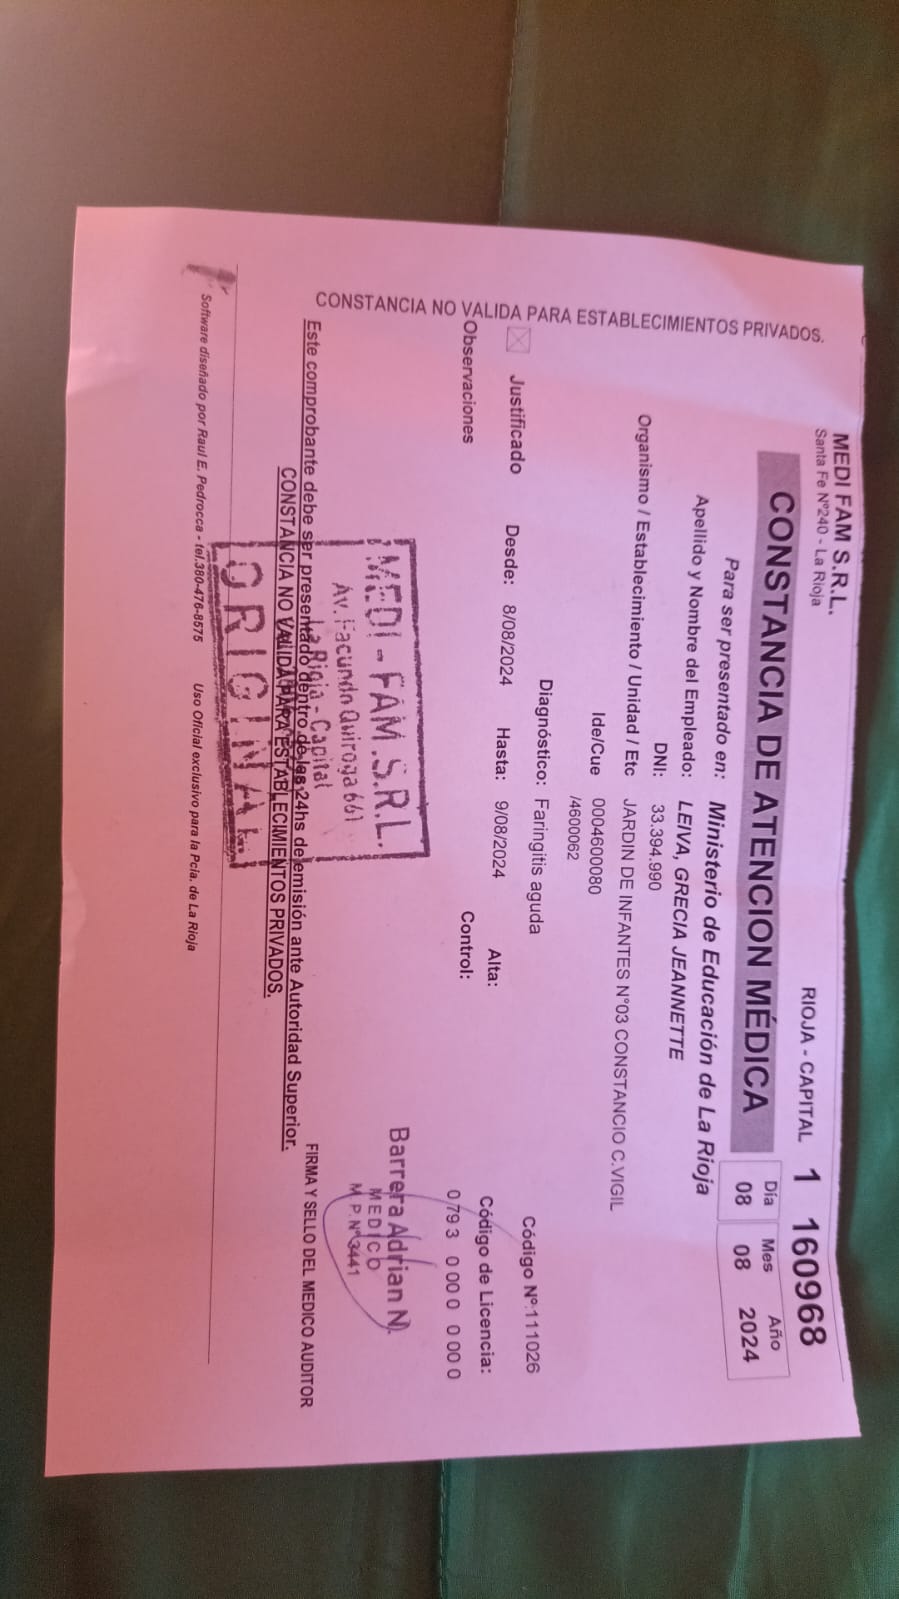 MEDI FAM S.R.L.
Santa Fe Nº240 - La Rioja
RIOJA - CAPITAL 1 160968
CONSTANCIA DE ATENCION MÉDICA
Día Mes Año
08 08 2024
Para ser presentado en: Ministerio de Educación de La Rioja
Apellido y Nombre del Empleado: LEIVA, GRECIA JEANNETTE
DNI: 33.394.990
Organismo / Establecimiento / Unidad / Etc JARDIN DE INFANTES N°03 CONSTANCIO C.VIGIL
Ide/Cue 0004600080
/4600062
Diagnóstico: Faringitis aguda
Código Nº:111026
Justificado Desde: 8/08/2024 Hasta: 9/08/2024 Alta:
Código de Licencia:
0 79 3 0 00 0 0 00 0
Observaciones Control:
MEDI-FAM.S.R.L.
Av. Facundo Quiroga 661
La Rioja - Capital
Barrera Adrian N.
MEDICO
M.P.Nº3441
Este comprobante debe ser presentado dentro de las 24hs de emisión ante Autoridad Superior.
CONSTANCIA NO VALIDA PARA ESTABLECIMIENTOS PRIVADOS.
FIRMA Y SELLO DEL MEDICO AUDITOR
ORIGINAL
Software diseñado por Raul E. Pedrocca - tel.380-476-8575 Uso Oficial exclusivo para la Pcia. de La Rioja
CONSTANCIA NO VALIDA PARA ESTABLECIMIENTOS PRIVADOS.